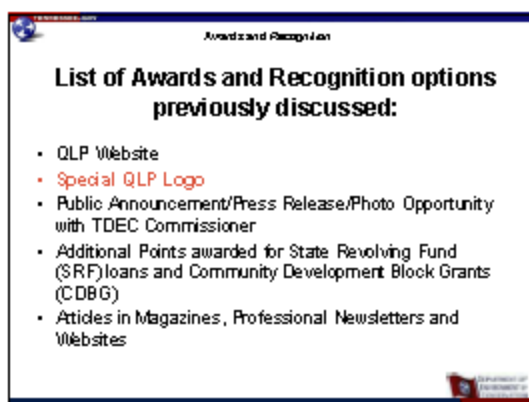 Awards and Recognition
List of Awards and Recognition options
previously discussed:
• QLP Website
• Special QLP Logo
• Public Announcement/Press Release/Photo Opportunity
with TDEC Commissioner
• Additional Points awarded for State Revolving Fund
(SRF) loans and Community Development Block Grants
(CDBG)
• Articles in Magazines, Professional Newsletters and
Websites